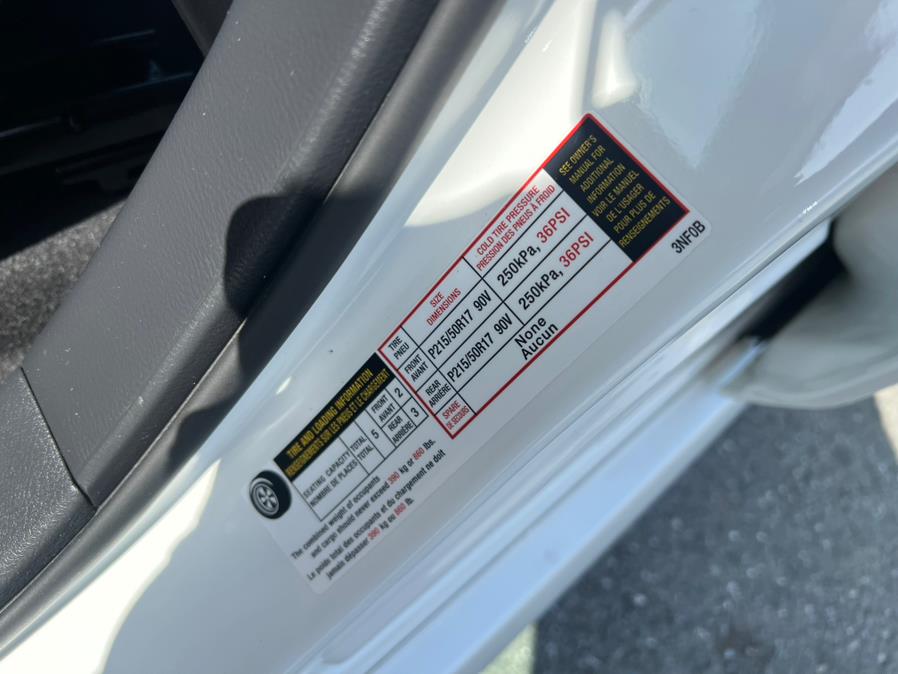 TIRE AND LOADING INFORMATION
RENSEIGNEMENTS SUR LES PNEUS ET LE CHARGEMENT
SEATING CAPACITY TOTAL 5 FRONT 2 REAR 3
NOMBRE DE PLACES TOTAL AVANT ARRIÈRE
The combined weight of occupants
and cargo should never exceed 390 kg or 860 lbs.
Le poids total des occupants et du chargement ne doit
jamais dépasser 390 kg ou 860 lb.
TIRE SIZE COLD TIRE PRESSURE
PNEU DIMENSIONS PRESSION DES PNEUS À FROID
FRONT P215/50R17 90V 250kPa, 36PSI
AVANT
REAR P215/50R17 90V 250kPa, 36PSI
ARRIÈRE
SPARE None
DE SECOURS Aucun
SEE OWNER'S
MANUAL FOR
ADDITIONAL
INFORMATION
VOIR LE MANUEL
DE L'USAGER
POUR PLUS DE
RENSEIGNEMENTS
3NF0B